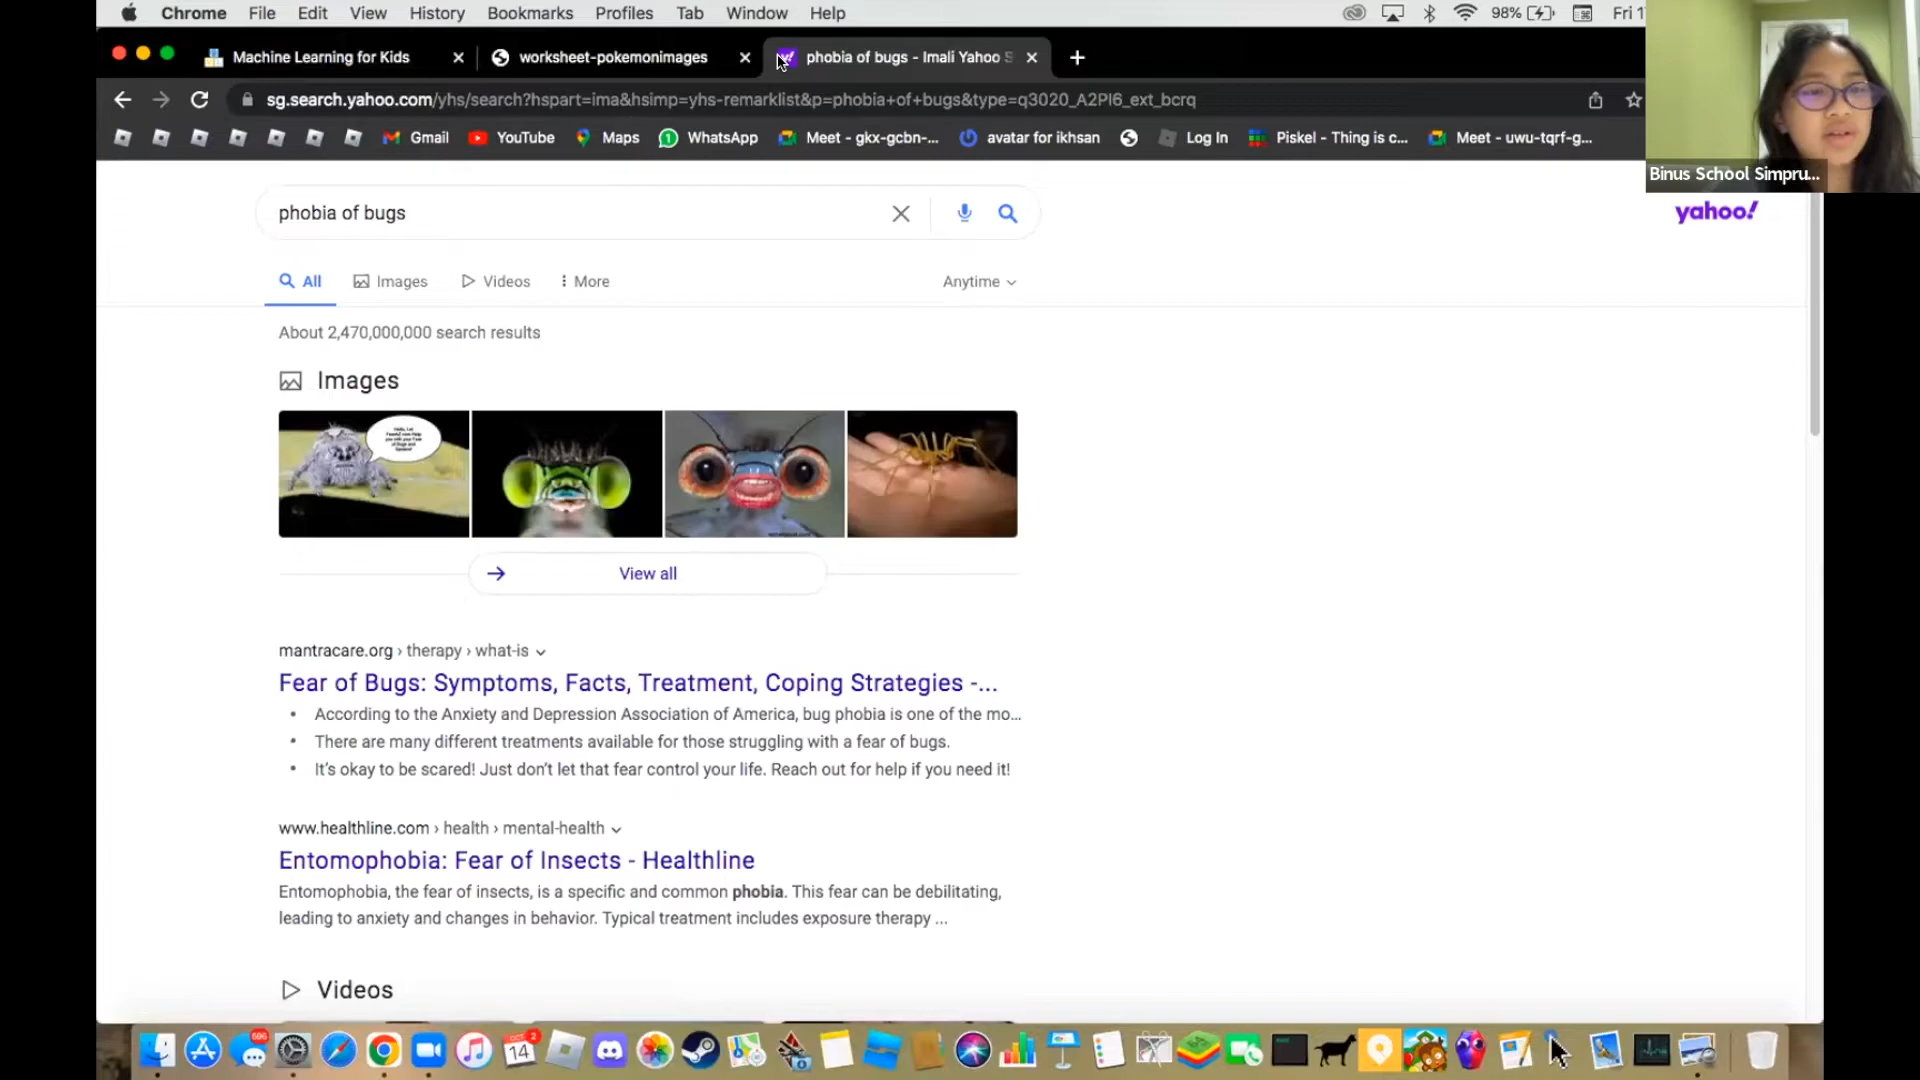 Chrome File Edit View History Bookmarks Profiles Tab Window Help 98% Fri 1
Machine Learning for Kids worksheet-pokemonimages phobia of bugs - Imali Yahoo S
sg.search.yahoo.com/yhs/search?hspart=ima&hsimp=yhs-remarklist&p=phobia+of+bugs&type=q3020_A2PI6_ext_bcrq
Gmail YouTube Maps WhatsApp Meet - gkx-gcbn-... avatar for ikhsan Log In Piskel - Thing is c... Meet - uwu-tqrf-g...
Binus School Simpru...
phobia of bugs
yahoo!
All Images Videos More Anytime
About 2,470,000,000 search results
Images
View all
mantracare.org › therapy › what-is
Fear of Bugs: Symptoms, Facts, Treatment, Coping Strategies -...
• According to the Anxiety and Depression Association of America, bug phobia is one of the mo...
• There are many different treatments available for those struggling with a fear of bugs.
• It's okay to be scared! Just don't let that fear control your life. Reach out for help if you need it!
www.healthline.com › health › mental-health
Entomophobia: Fear of Insects - Healthline
Entomophobia, the fear of insects, is a specific and common phobia. This fear can be debilitating,
leading to anxiety and changes in behavior. Typical treatment includes exposure therapy ...
Videos
14